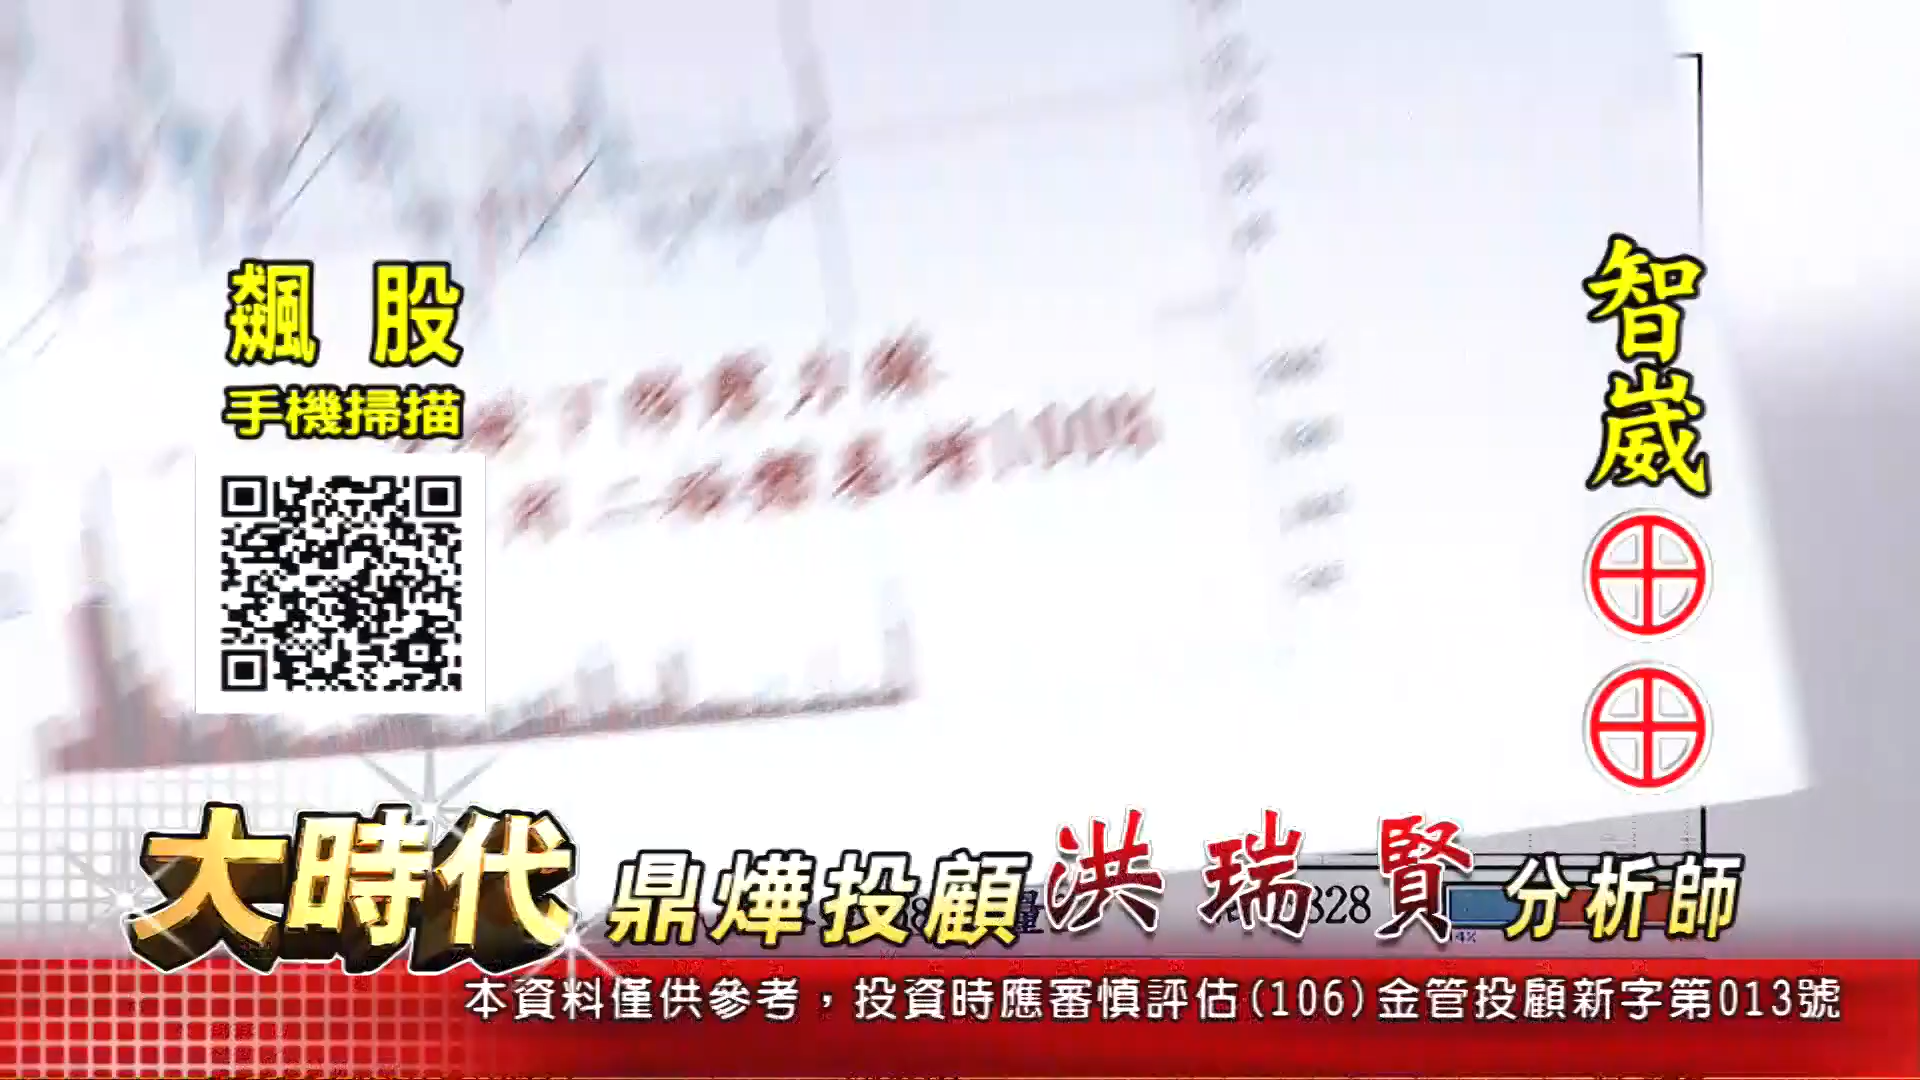 飆股
手機掃描
智崴
大時代 鼎燁投顧 洪瑞賢 分析師
328
本資料僅供參考，投資時應審慎評估(106)金管投顧新字第013號